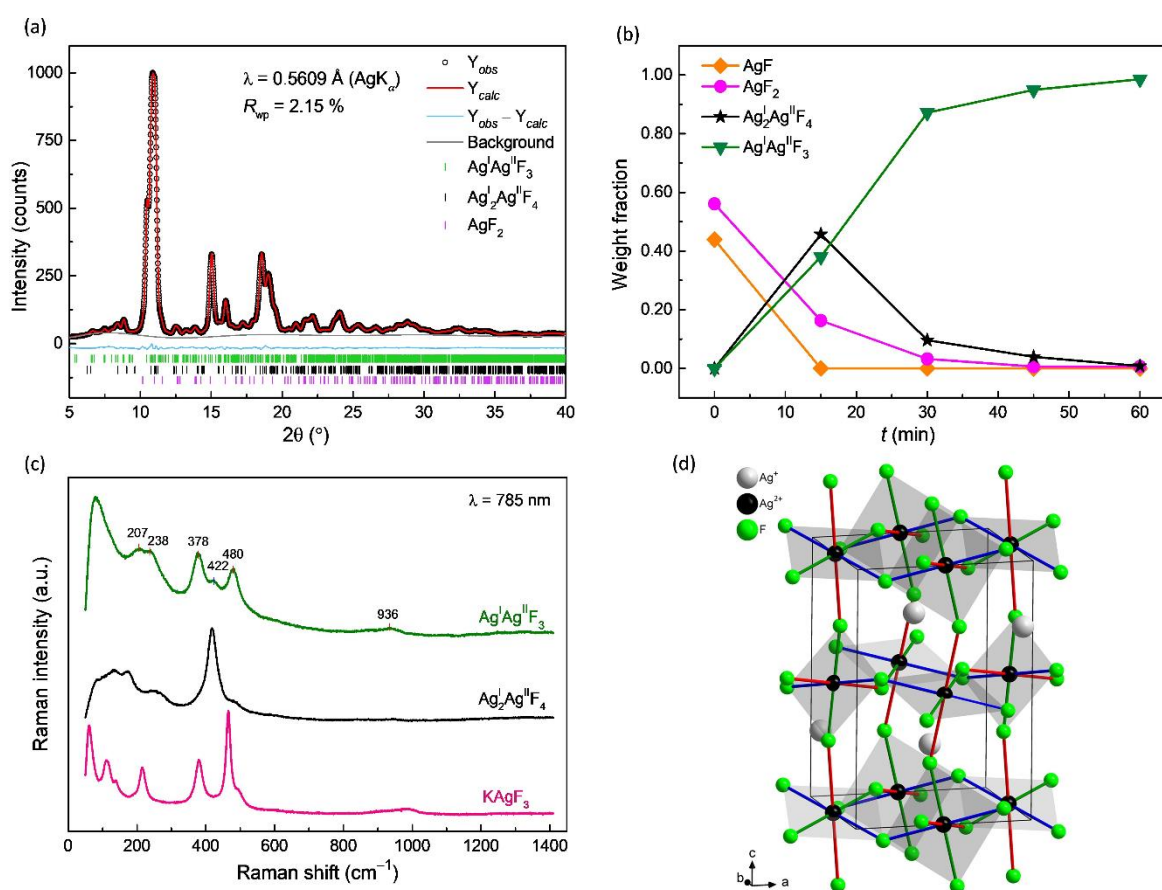 (a)
λ = 0.5609 Å (AgKα)
Rwp = 2.15 %
Yobs
Ycalc
Yobs − Ycalc
Background
AgᴵAgᴵᴵF₃
Agᴵ₂AgᴵᴵF₄
AgF₂
Intensity (counts)
1000
750
500
250
0
5 10 15 20 25 30 35 40
2θ (°)
(b)
AgF
AgF₂
Agᴵ₂AgᴵᴵF₄
AgᴵAgᴵᴵF₃
Weight fraction
1.00
0.80
0.60
0.40
0.20
0.00
0 10 20 30 40 50 60
t (min)
(c)
λ = 785 nm
207
238
378
422
480
936
AgᴵAgᴵᴵF₃
Agᴵ₂AgᴵᴵF₄
KAgF₃
Raman intensity (a.u.)
0 200 400 600 800 1000 1200 1400
Raman shift (cm⁻¹)
(d)
Ag⁺
Ag²⁺
F
c
b
a